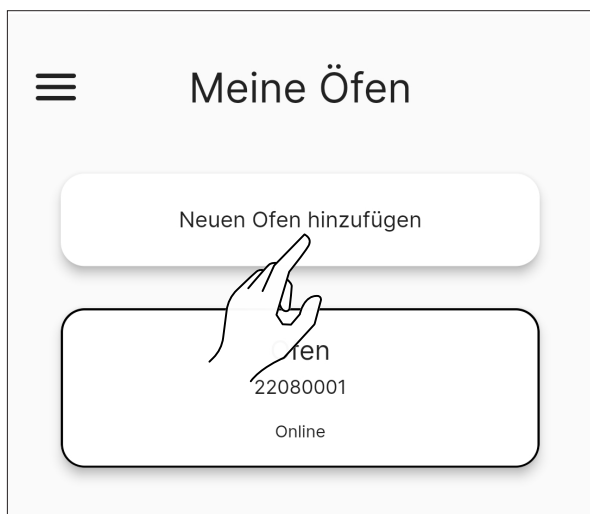 Meine Öfen
Neuen Ofen hinzufügen
Ofen
22080001
Online